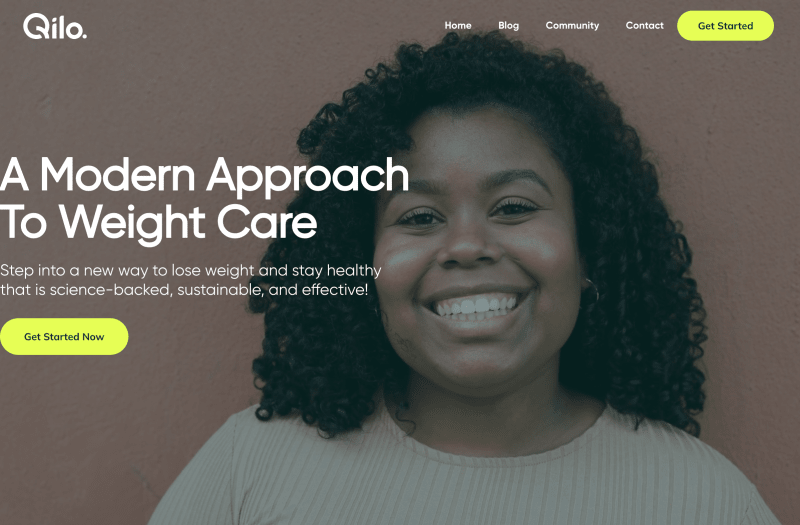 Qilo.
Home Blog Community Contact Get Started
A Modern Approach
To Weight Care
Step into a new way to lose weight and stay healthy
that is science-backed, sustainable, and effective!
Get Started Now